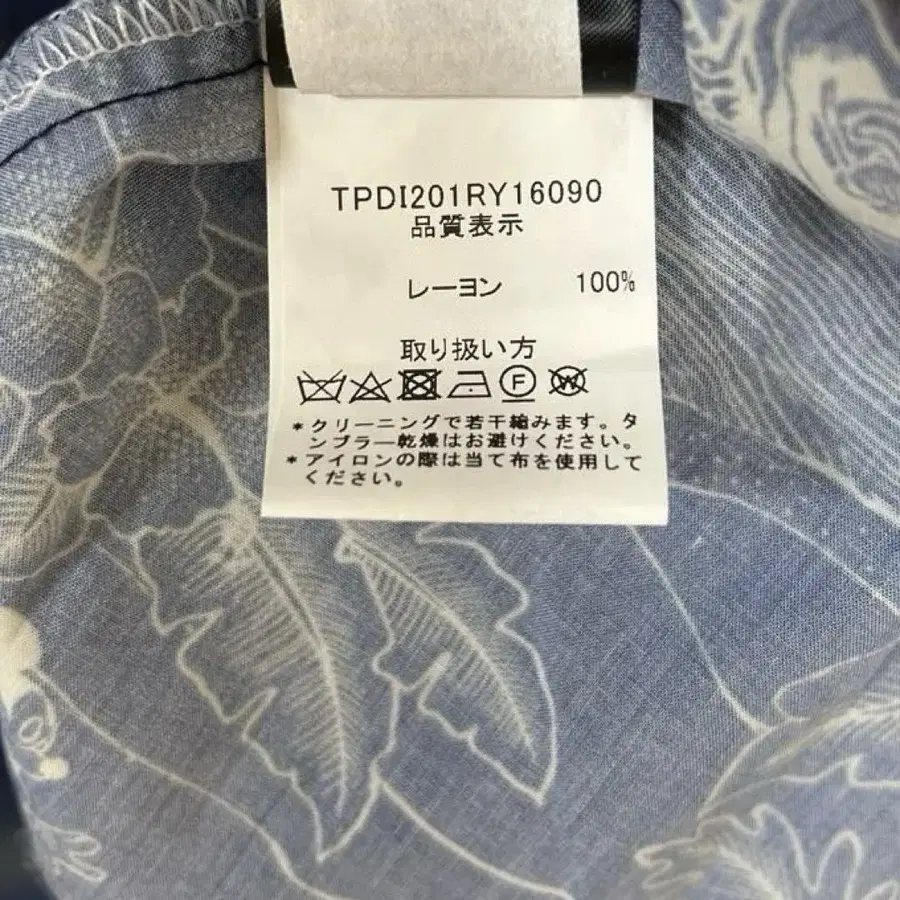 TPDI201RY16090
品質表示
レーヨン 100%
取り扱い方
F W
*クリーニングで若干縮みます。タ
ンブラー乾燥はお避けください。
*アイロンの際は当て布を使用して
ください。